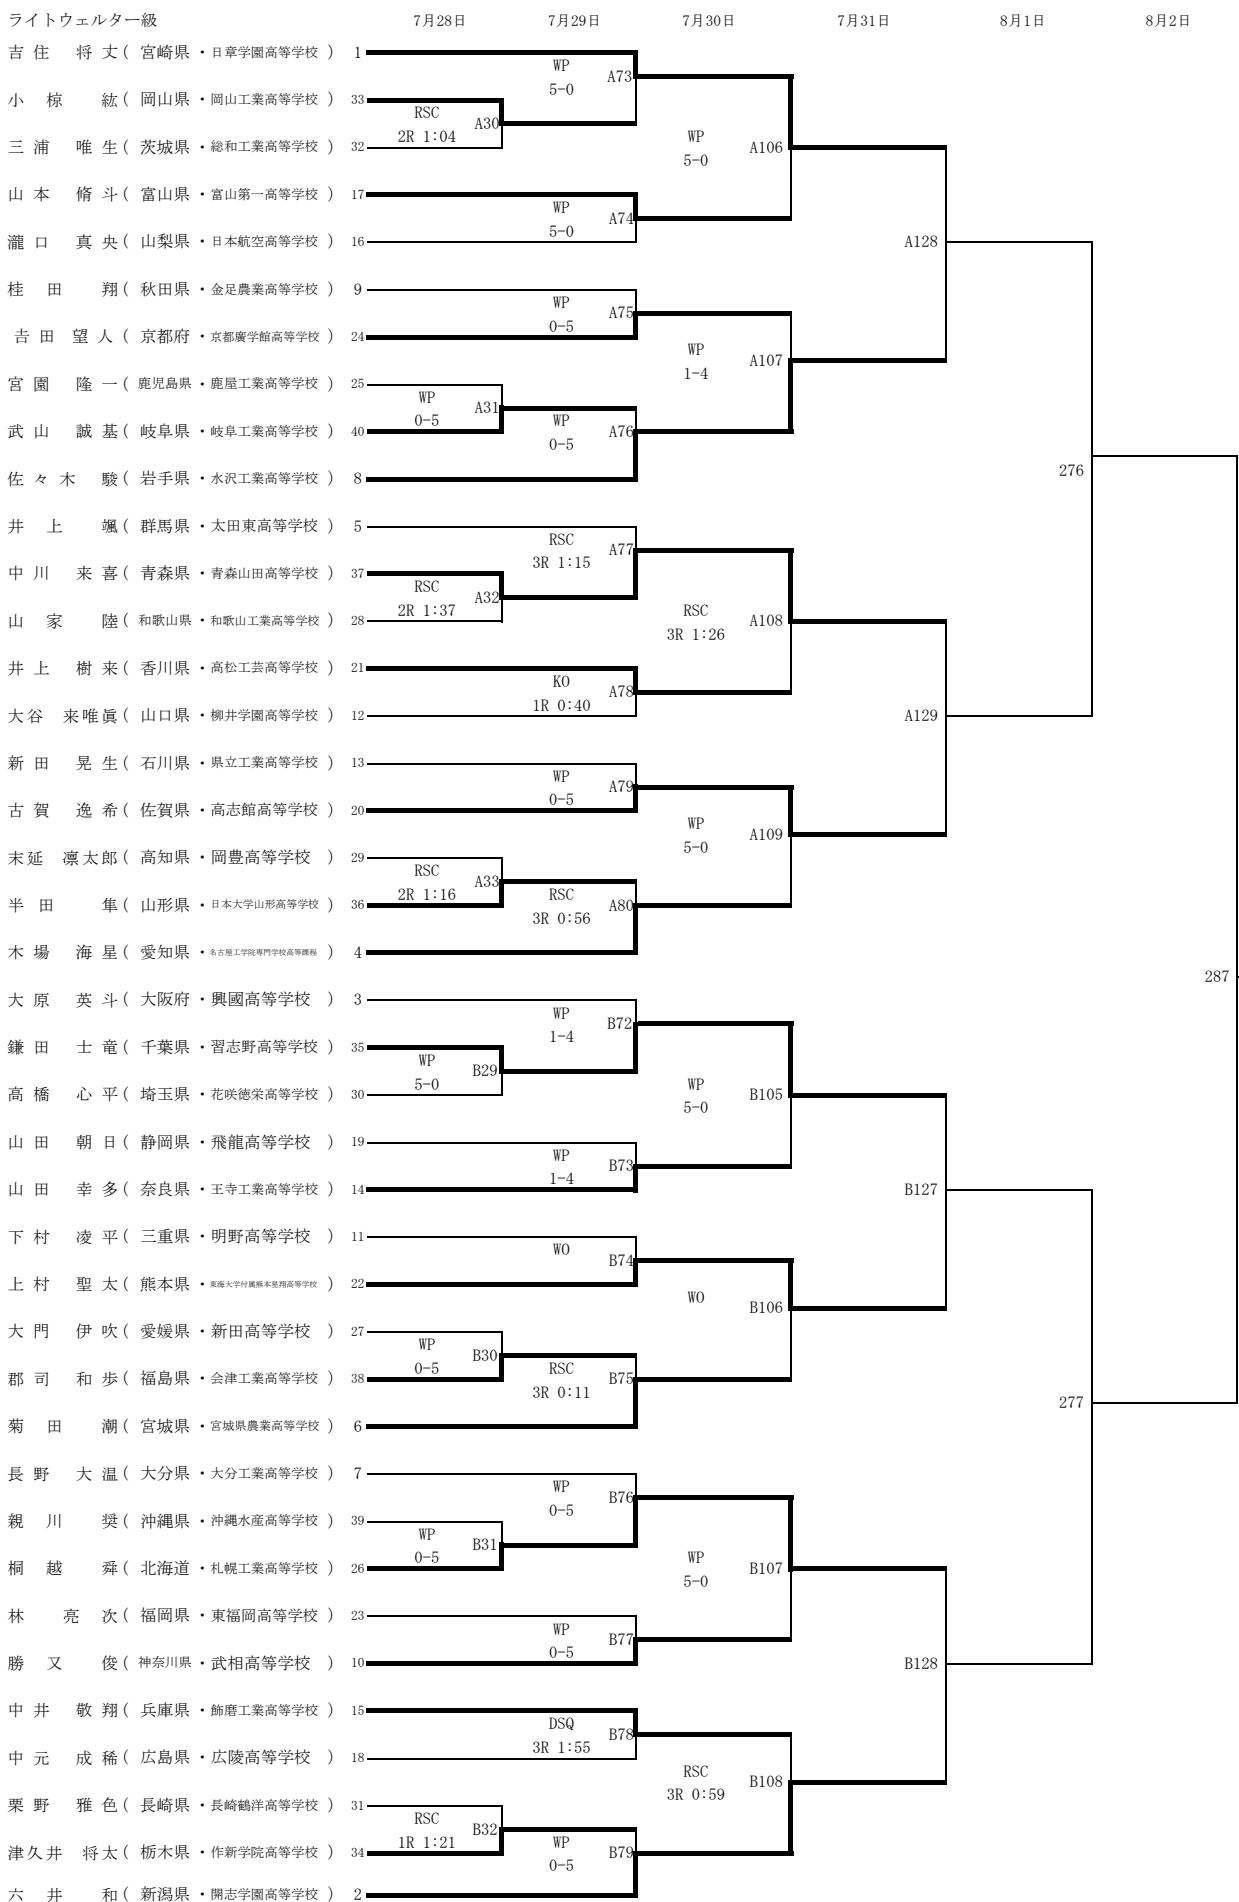 ライトウェルター級 7月28日 7月29日 7月30日 7月31日 8月1日 8月2日
吉住 将丈(宮崎県・日章学園高等学校) 1
WP 5-0 A73
小椋 紘(岡山県・岡山工業高等学校) 33
RSC 2R 1:04 A30
WP 5-0 A106
三浦 唯生(茨城県・総和工業高等学校) 32
山本 脩斗(富山県・富山第一高等学校) 17
WP 5-0 A74
瀧口 真央(山梨県・日本航空高等学校) 16
A128
桂田 翔(秋田県・金足農業高等学校) 9
WP 0-5 A75
𠮷田 望人(京都府・京都廣学館高等学校) 24
WP 1-4 A107
宮園 隆一(鹿児島県・鹿屋工業高等学校) 25
WP 0-5 A31
武山 誠基(岐阜県・岐阜工業高等学校) 40
WP 0-5 A76
276
佐々木 駿(岩手県・水沢工業高等学校) 8
井上 颯(群馬県・太田東高等学校) 5
RSC 3R 1:15 A77
中川 来喜(青森県・青森山田高等学校) 37
RSC 2R 1:37 A32
RSC 3R 1:26 A108
山家 陸(和歌山県・和歌山工業高等学校) 28
井上 樹来(香川県・高松工芸高等学校) 21
KO 1R 0:40 A78
大谷 来唯眞(山口県・柳井学園高等学校) 12
A129
新田 晃生(石川県・県立工業高等学校) 13
WP 0-5 A79
古賀 逸希(佐賀県・高志館高等学校) 20
WP 5-0 A109
末延 凛太郎(高知県・岡豊高等学校) 29
RSC 2R 1:16 A33
半田 隼(山形県・日本大学山形高等学校) 36
RSC 3R 0:56 A80
木場 海星(愛知県・名古屋工学院専門学校高等課程) 4
287
大原 英斗(大阪府・興國高等学校) 3
WP 1-4 B72
鎌田 士竜(千葉県・習志野高等学校) 35
WP 5-0 B29
WP 5-0 B105
高橋 心平(埼玉県・花咲徳栄高等学校) 30
山田 朝日(静岡県・飛龍高等学校) 19
WP 1-4 B73
山田 幸多(奈良県・王寺工業高等学校) 14
B127
下村 凌平(三重県・明野高等学校) 11
WO B74
上村 聖太(熊本県・東海大学付属熊本星翔高等学校) 22
WO B106
大門 伊吹(愛媛県・新田高等学校) 27
WP 0-5 B30
郡司 和歩(福島県・会津工業高等学校) 38
RSC 3R 0:11 B75
277
菊田 潮(宮城県・宮城県農業高等学校) 6
長野 大温(大分県・大分工業高等学校) 7
WP 0-5 B76
親川 奨(沖縄県・沖縄水産高等学校) 39
WP 0-5 B31
WP 5-0 B107
桐越 舜(北海道・札幌工業高等学校) 26
林 亮次(福岡県・東福岡高等学校) 23
WP 0-5 B77
勝又 俊(神奈川県・武相高等学校) 10
B128
中井 敬翔(兵庫県・飾磨工業高等学校) 15
DSQ 3R 1:55 B78
中元 成稀(広島県・広陵高等学校) 18
RSC 3R 0:59 B108
栗野 雅色(長崎県・長崎鶴洋高等学校) 31
RSC 1R 1:21 B32
津久井 将太(栃木県・作新学院高等学校) 34
WP 0-5 B79
六井 和(新潟県・開志学園高等学校) 2